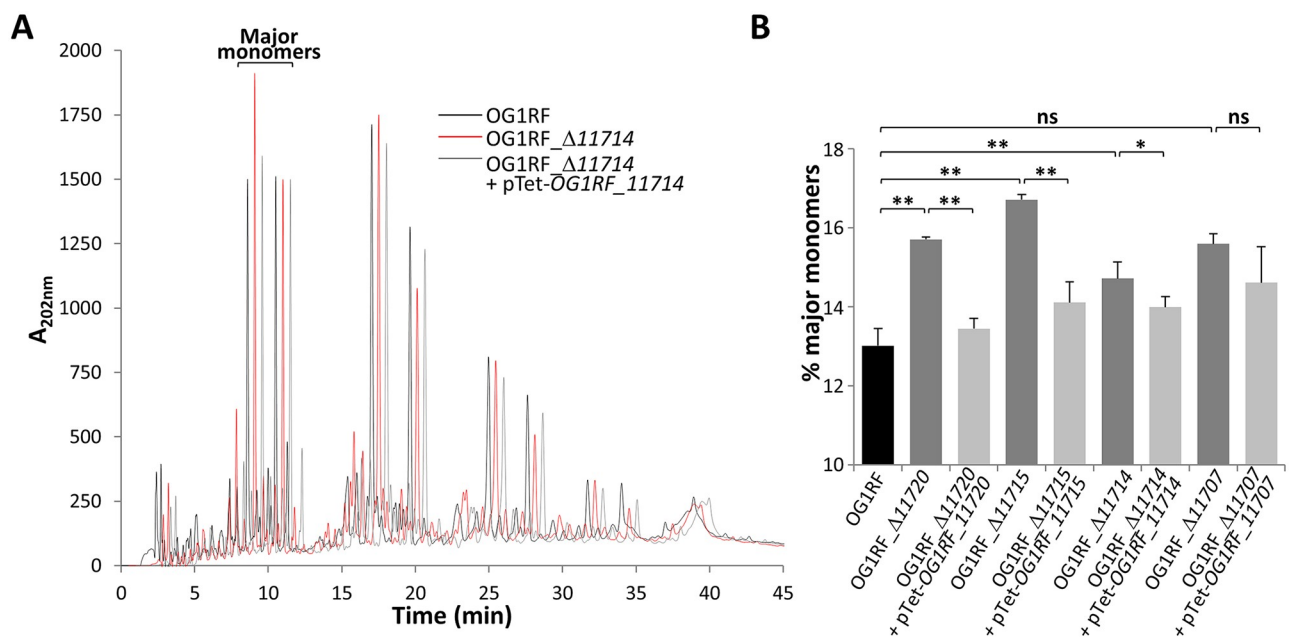 A
Major
monomers
2000
1750
1500
1250
1000
750
500
250
0
A202nm
0 5 10 15 20 25 30 35 40 45
Time (min)
OG1RF
OG1RF_Δ11714
OG1RF_Δ11714
+ pTet-OG1RF_11714
B
ns ns
** *
** **
** **
18
16
14
12
10
% major monomers
OG1RF
OG1RF_Δ11720
OG1RF_Δ11720
+ pTet-OG1RF_11720
OG1RF_Δ11715
OG1RF_Δ11715
+ pTet-OG1RF_11715
OG1RF_Δ11714
OG1RF_Δ11714
+ pTet-OG1RF_11714
OG1RF_Δ11707
OG1RF_Δ11707
+ pTet-OG1RF_11707